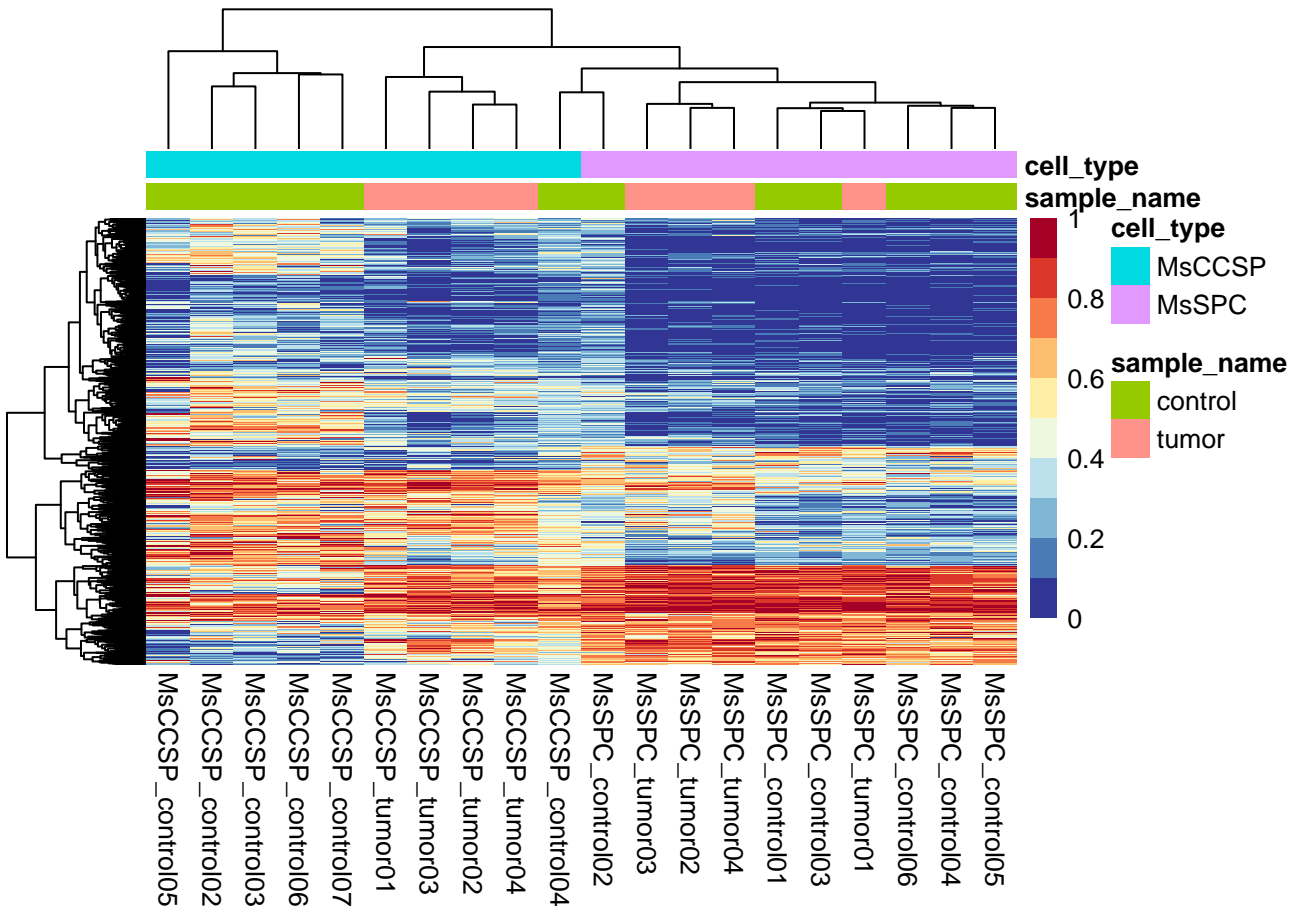 cell_type
sample_name
1
0.8
0.6
0.4
0.2
0
cell_type
MsCCSP
MsSPC
sample_name
control
tumor
MsCCSP_control05
MsCCSP_control02
MsCCSP_control03
MsCCSP_control06
MsCCSP_control07
MsCCSP_tumor01
MsCCSP_tumor03
MsCCSP_tumor02
MsCCSP_tumor04
MsCCSP_control04
MsSPC_control02
MsSPC_tumor03
MsSPC_tumor02
MsSPC_tumor04
MsSPC_control01
MsSPC_control03
MsSPC_tumor01
MsSPC_control06
MsSPC_control04
MsSPC_control05